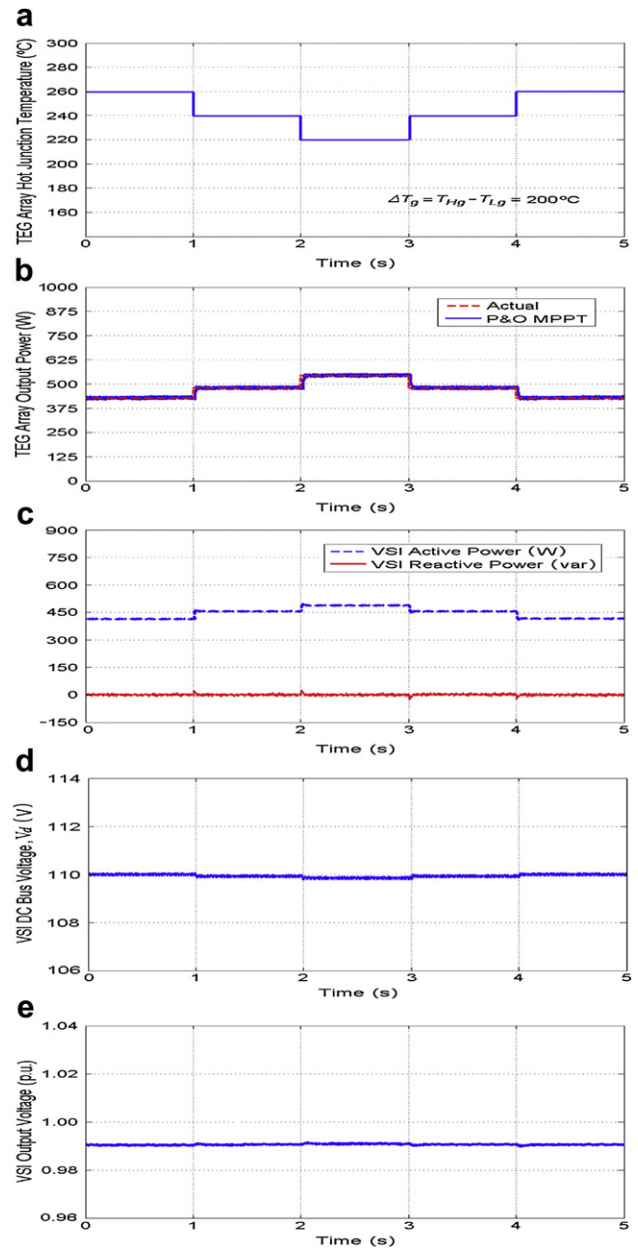 a
TEG Array Hot Junction Temperature (ºC)
300
280
260
240
220
200
180
160
ΔTg = THg - TLg = 200ºC
0 1 2 3 4 5
Time (s)
b
TEG Array Output Power (W)
1000
875
750
625
500
375
250
125
0
Actual
P&O MPPT
0 1 2 3 4 5
Time (s)
c
900
750
600
450
300
150
0
-150
VSI Active Power (W)
VSI Reactive Power (var)
0 1 2 3 4 5
Time (s)
d
VSI DC Bus Voltage, Vd (V)
114
112
110
108
106
0 1 2 3 4 5
Time (s)
e
VSI Output Voltage (p.u.)
1.04
1.02
1.00
0.98
0.96
0 1 2 3 4 5
Time (s)